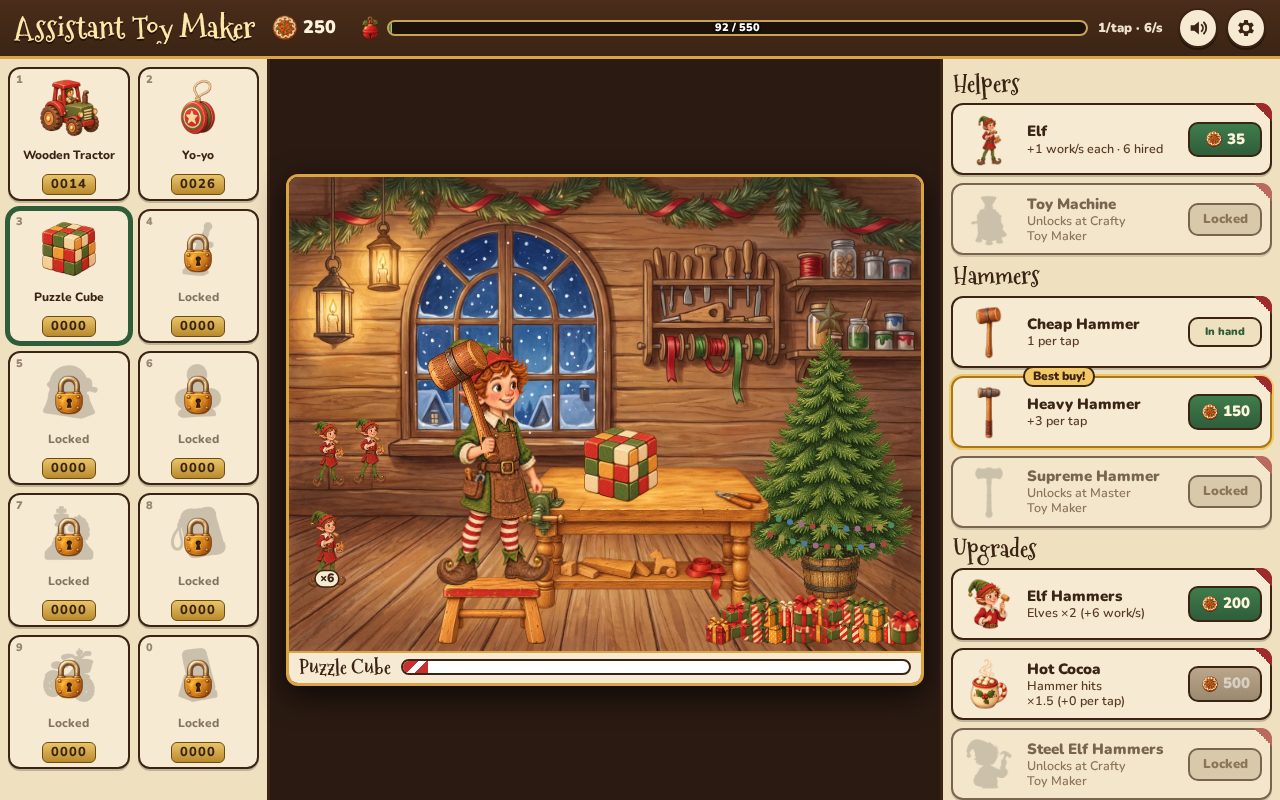 Assistant Toy Maker
250
92 / 550
1/tap · 6/s
1
Wooden Tractor
0014
2
Yo-yo
0026
3
Puzzle Cube
0000
4
Locked
0000
5
Locked
0000
6
Locked
0000
7
Locked
0000
8
Locked
0000
9
Locked
0000
0
Locked
0000
×6
Puzzle Cube
Helpers
Elf
+1 work/s each · 6 hired
35
Toy Machine
Unlocks at Crafty
Toy Maker
Locked
Hammers
Cheap Hammer
1 per tap
In hand
Best buy!
Heavy Hammer
+3 per tap
150
Supreme Hammer
Unlocks at Master
Toy Maker
Locked
Upgrades
Elf Hammers
Elves ×2 (+6 work/s)
200
Hot Cocoa
Hammer hits
×1.5 (+0 per tap)
500
Steel Elf Hammers
Unlocks at Crafty
Toy Maker
Locked